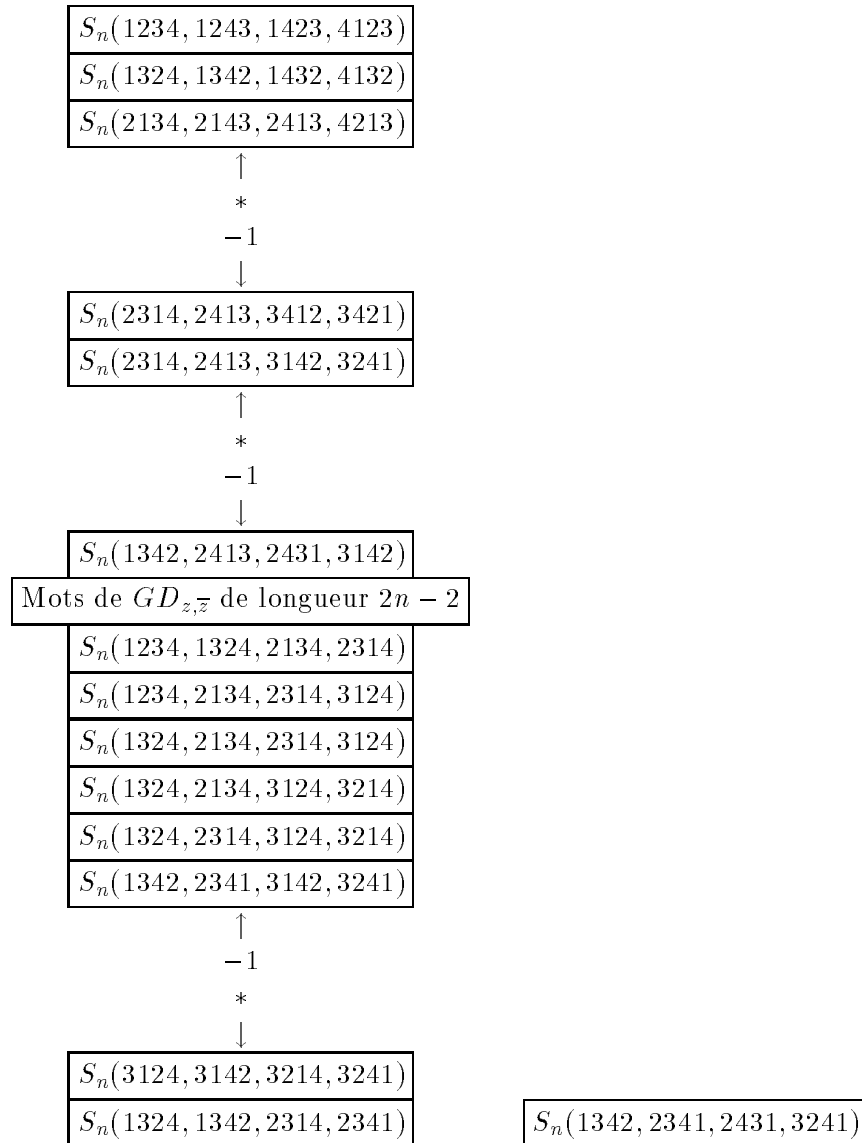 S_n(1234, 1243, 1423, 4123)
S_n(1324, 1342, 1432, 4132)
S_n(2134, 2143, 2413, 4213)
↑
*
−1
↓
S_n(2314, 2413, 3412, 3421)
S_n(2314, 2413, 3142, 3241)
↑
*
−1
↓
S_n(1342, 2413, 2431, 3142)
Mots de GD_{z,\overline{z}} de longueur 2n − 2
S_n(1234, 1324, 2134, 2314)
S_n(1234, 2134, 2314, 3124)
S_n(1324, 2134, 2314, 3124)
S_n(1324, 2134, 3124, 3214)
S_n(1324, 2314, 3124, 3214)
S_n(1342, 2341, 3142, 3241)
↑
−1
*
↓
S_n(3124, 3142, 3214, 3241)
S_n(1324, 1342, 2314, 2341) S_n(1342, 2341, 2431, 3241)